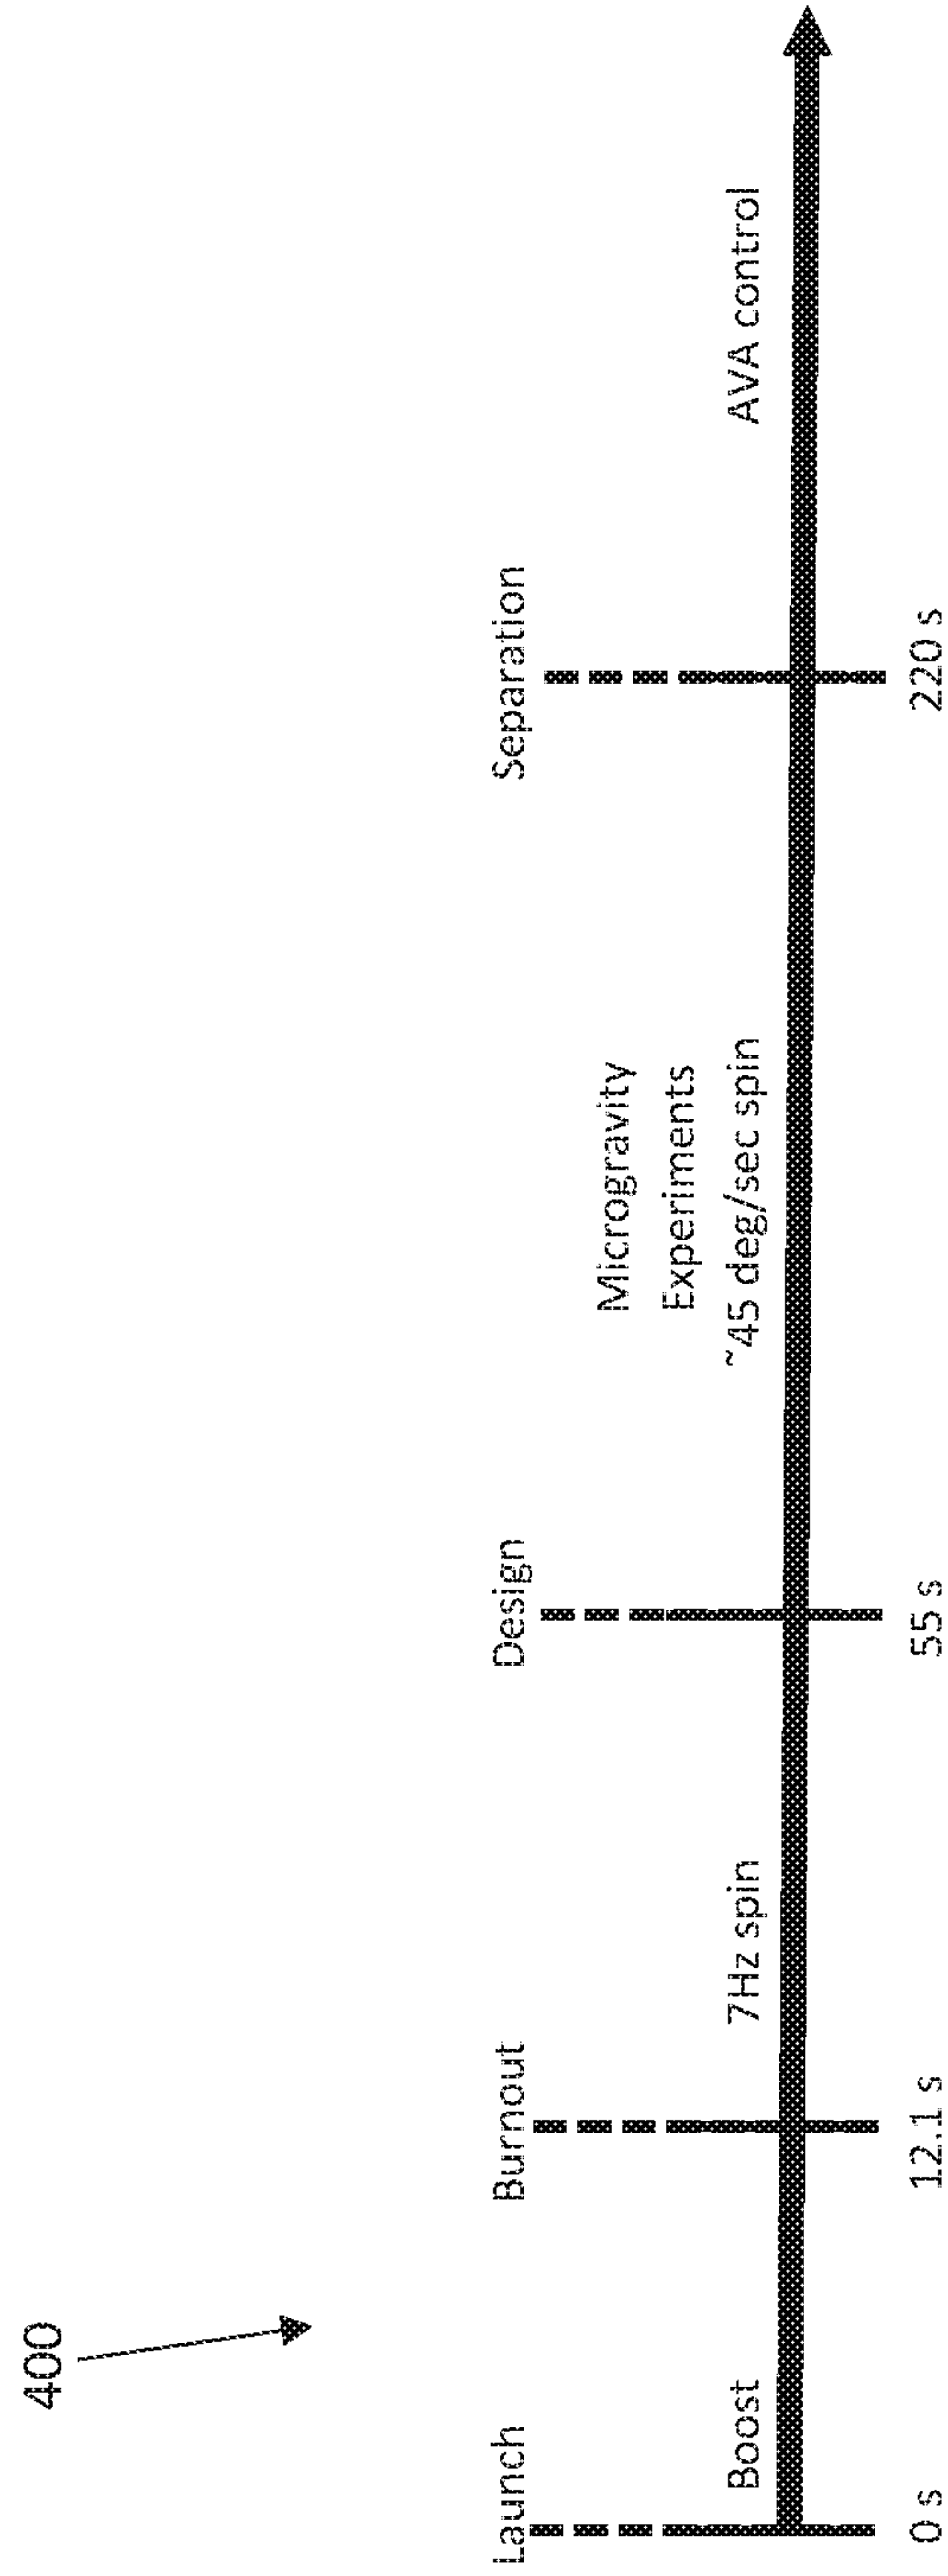 400
Launch
Burnout
Design
Separation
Boost
7Hz spin
Microgravity
Experiments
~45 deg/sec spin
AVA control
0 s
12.1 s
55 s
220 s